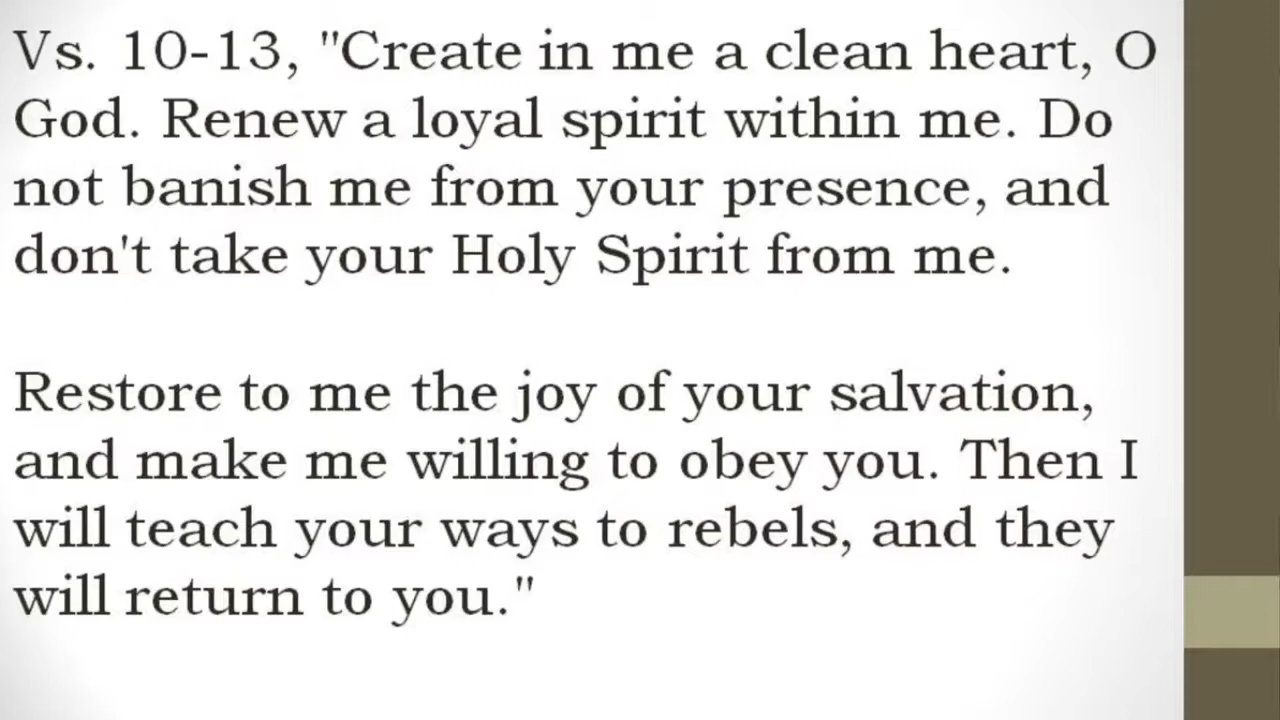 Vs. 10-13, "Create in me a clean heart, O
God. Renew a loyal spirit within me. Do
not banish me from your presence, and
don't take your Holy Spirit from me.
Restore to me the joy of your salvation,
and make me willing to obey you. Then I
will teach your ways to rebels, and they
will return to you."